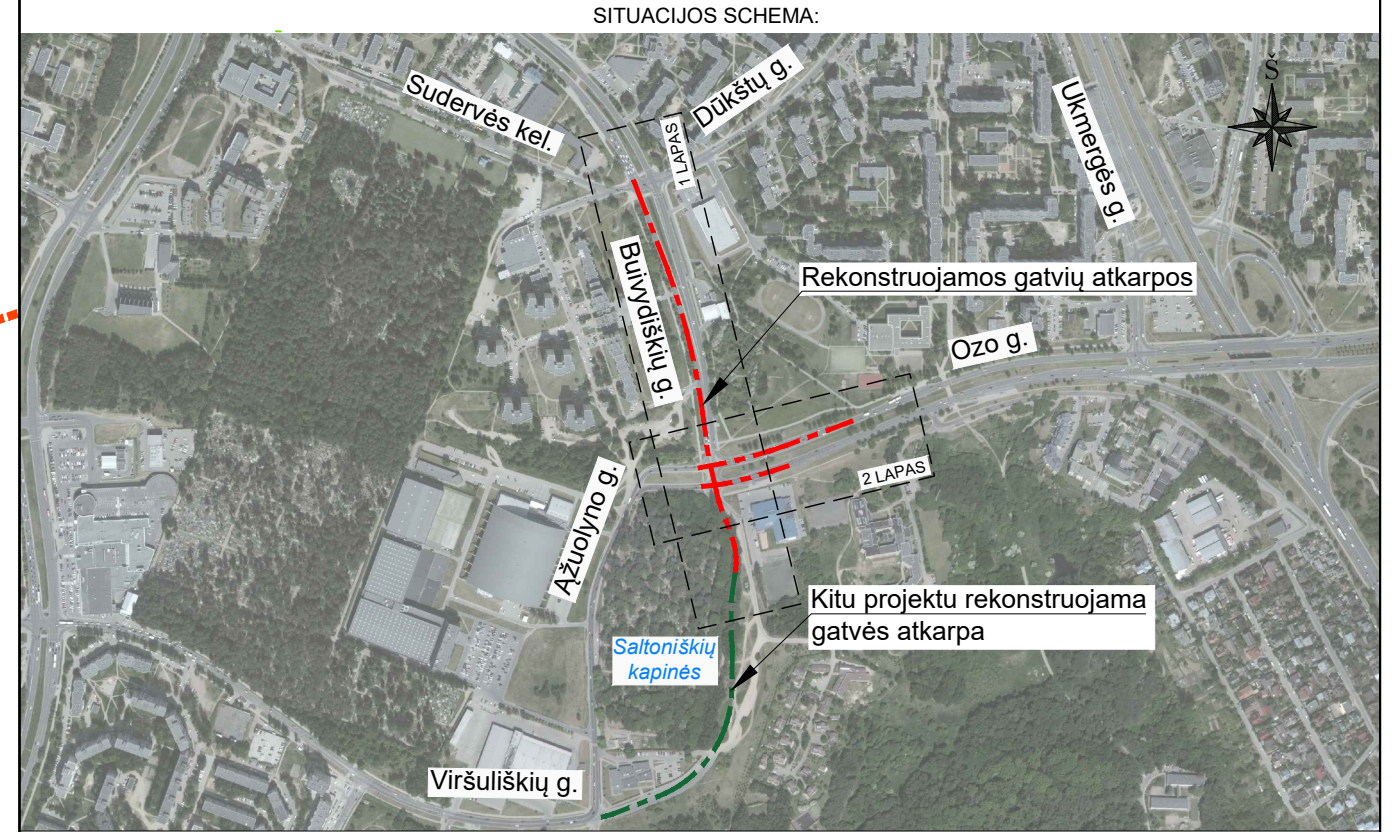 SITUACIJOS SCHEMA:
Sudervės kel.
Dūkštų g.
Ukmergės g.
Š
1 LAPAS
Buivydiškių g.
Rekonstruojamos gatvių atkarpos
Ozo g.
Ąžuolyno g.
2 LAPAS
Kitu projektu rekonstruojama
gatvės atkarpa
Saltoniškių
kapinės
Viršuliškių g.